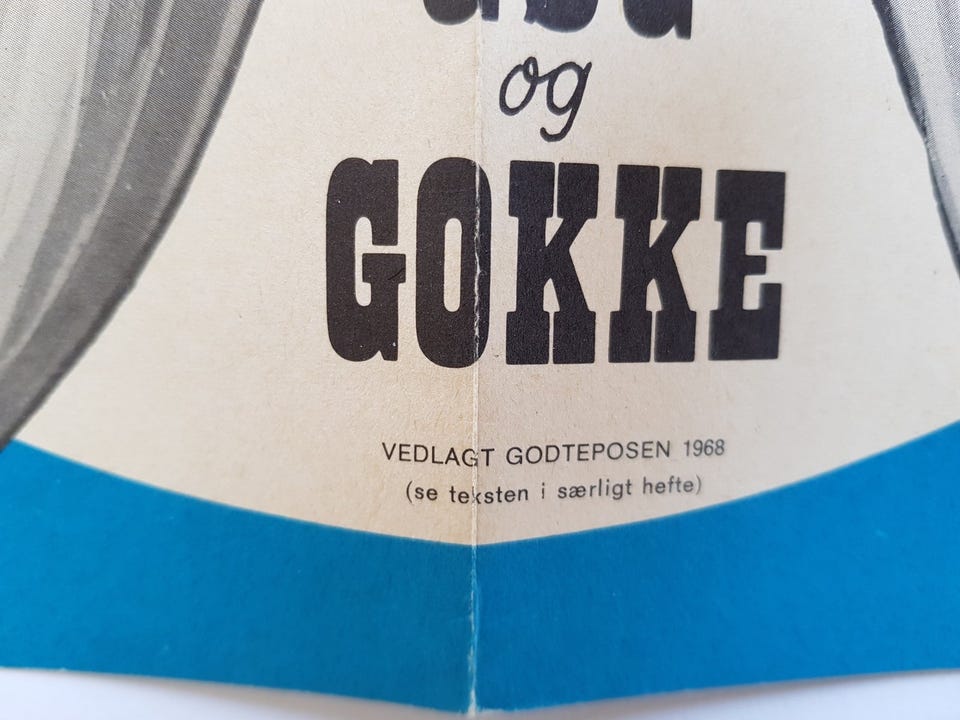 og
GOKKE
VEDLAGT GODTEPOSEN 1968
(se teksten i særligt hefte)